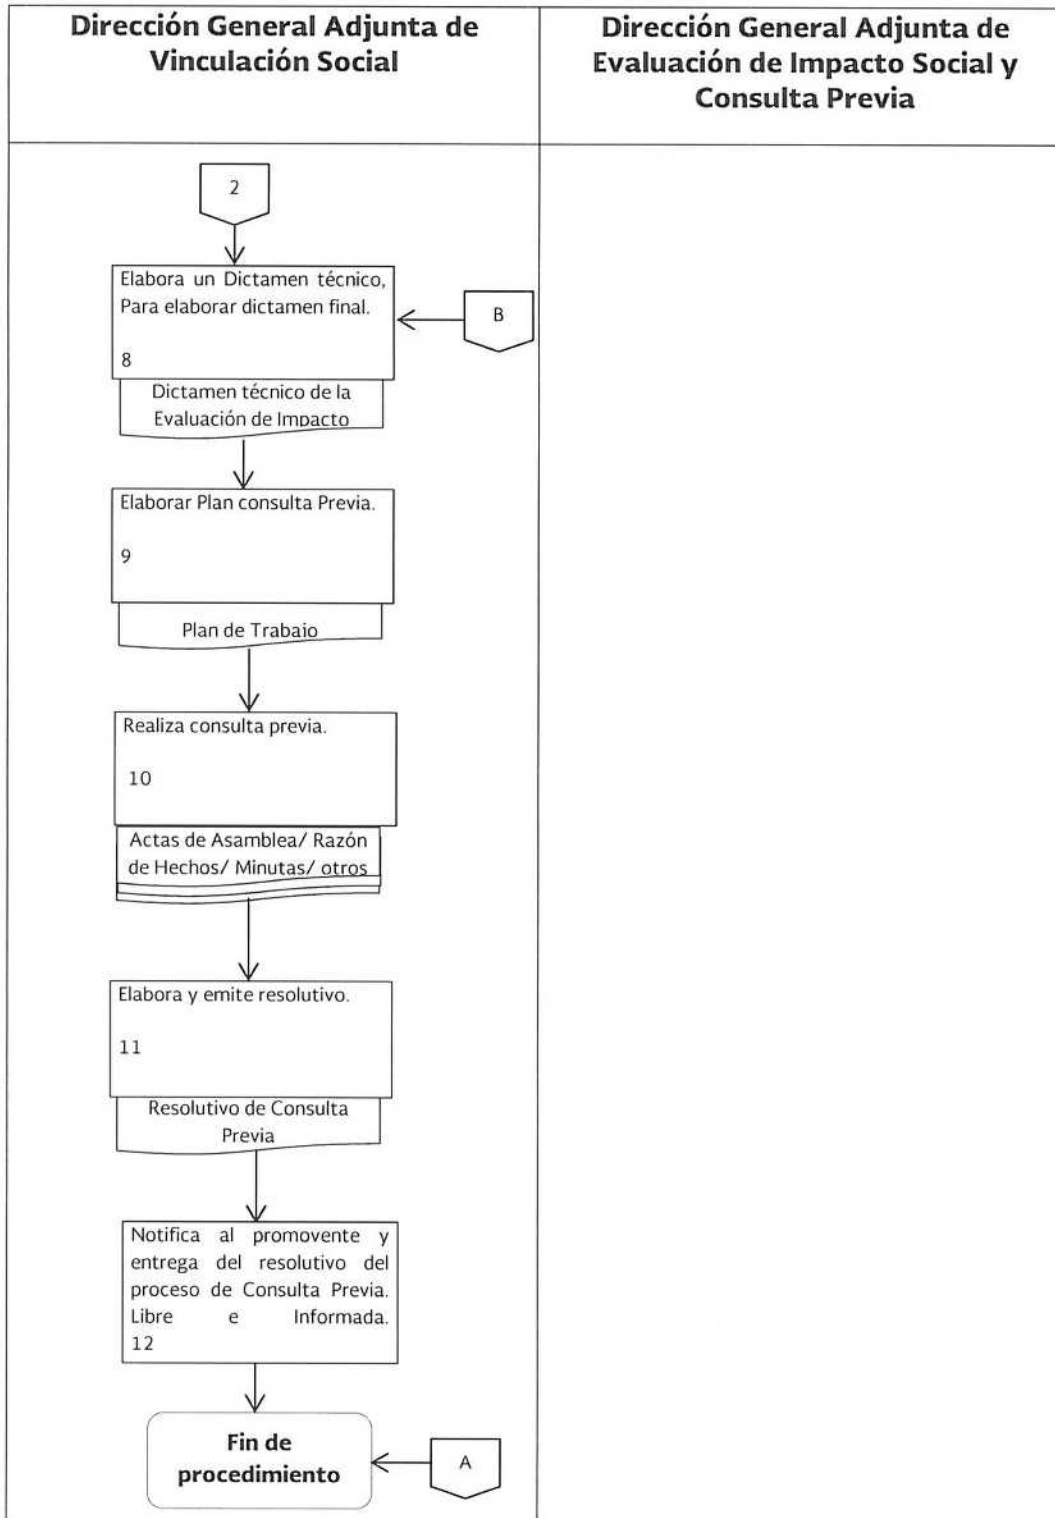 Dirección General Adjunta de
Vinculación Social
Dirección General Adjunta de
Evaluación de Impacto Social y
Consulta Previa
2
Elabora un Dictamen técnico,
Para elaborar dictamen final.
8
B
Dictamen técnico de la
Evaluación de Impacto
Elaborar Plan consulta Previa.
9
Plan de Trabajo
Realiza consulta previa.
10
Actas de Asamblea/ Razón
de Hechos/ Minutas/ otros
Elabora y emite resolutivo.
11
Resolutivo de Consulta
Previa
Notifica al promovente y
entrega del resolutivo del
proceso de Consulta Previa.
Libre e Informada.
12
Fin de
procedimiento
A